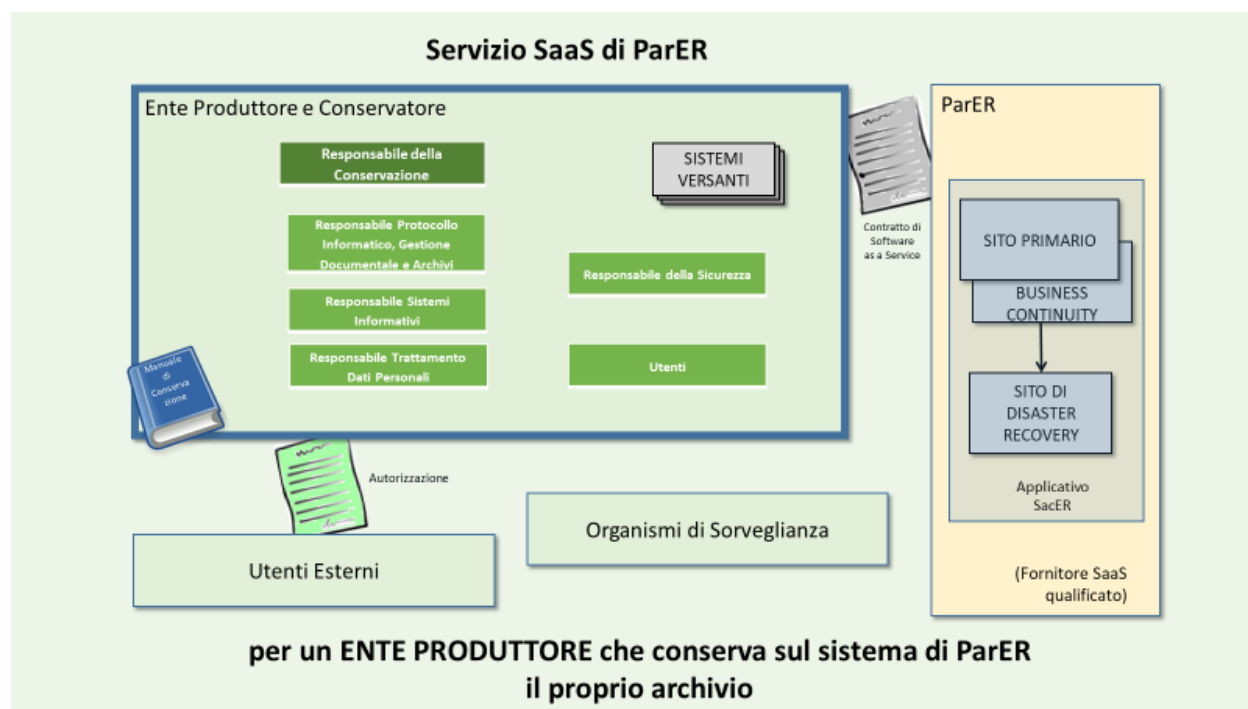 Servizio SaaS di ParER
Ente Produttore e Conservatore
Responsabile della
Conservazione
SISTEMI
VERSANTI
Responsabile Protocollo
Informatico, Gestione
Documentale e Archivi
Responsabile della Sicurezza
Responsabile Sistemi
Informativi
Responsabile Trattamento
Dati Personali
Utenti
Manuale
di
Conserva
zione
Contratto di
Software
as a Service
ParER
SITO PRIMARIO
BUSINESS
CONTINUITY
SITO DI
DISASTER
RECOVERY
Applicativo
SacER
(Fornitore SaaS
qualificato)
Autorizzazione
Utenti Esterni
Organismi di Sorveglianza
per un ENTE PRODUTTORE che conserva sul sistema di ParER
il proprio archivio